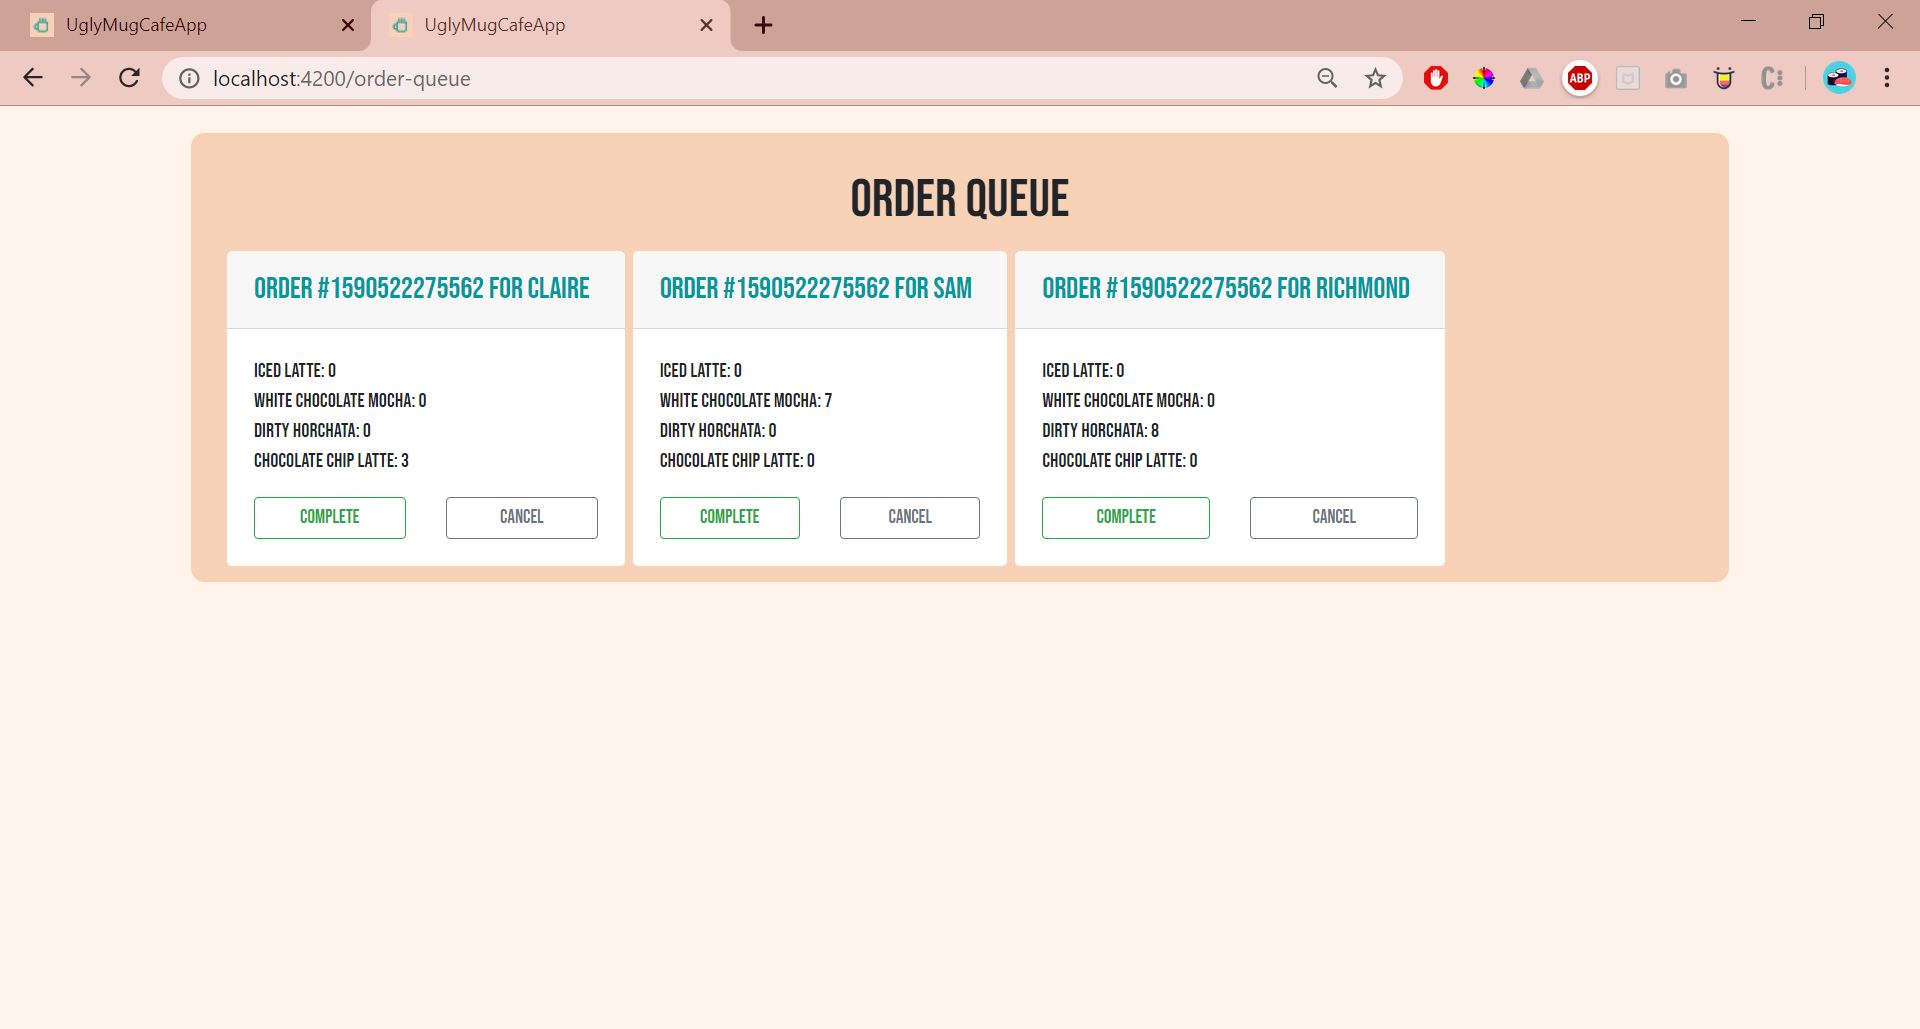 UglyMugCafeApp
UglyMugCafeApp
localhost:4200/order-queue
ABP
ORDER QUEUE
ORDER #1590522275562 FOR CLAIRE
ICED LATTE: 0
WHITE CHOCOLATE MOCHA: 0
DIRTY HORCHATA: 0
CHOCOLATE CHIP LATTE: 3
COMPLETE
CANCEL
ORDER #1590522275562 FOR SAM
ICED LATTE: 0
WHITE CHOCOLATE MOCHA: 7
DIRTY HORCHATA: 0
CHOCOLATE CHIP LATTE: 0
COMPLETE
CANCEL
ORDER #1590522275562 FOR RICHMOND
ICED LATTE: 0
WHITE CHOCOLATE MOCHA: 0
DIRTY HORCHATA: 8
CHOCOLATE CHIP LATTE: 0
COMPLETE
CANCEL